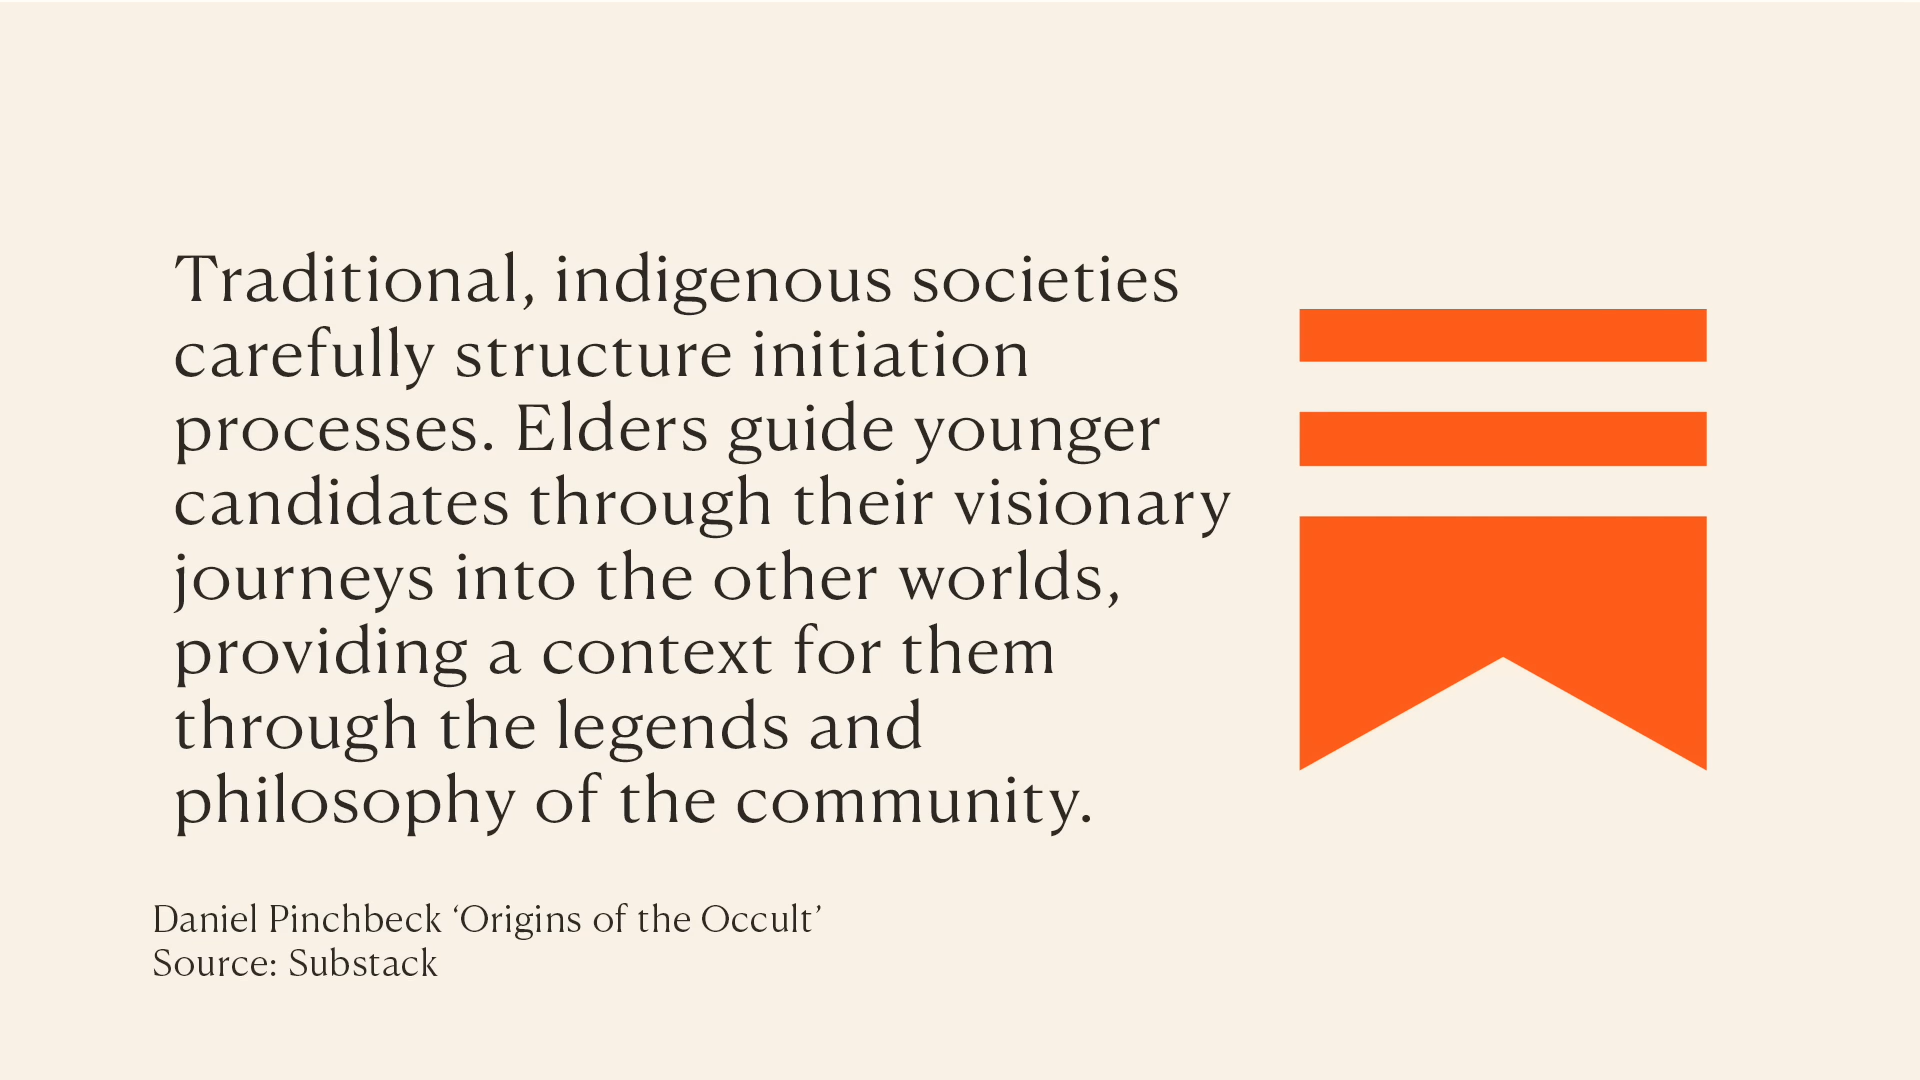 Traditional, indigenous societies
carefully structure initiation
processes. Elders guide younger
candidates through their visionary
journeys into the other worlds,
providing a context for them
through the legends and
philosophy of the community.
Daniel Pinchbeck ‘Origins of the Occult’
Source: Substack